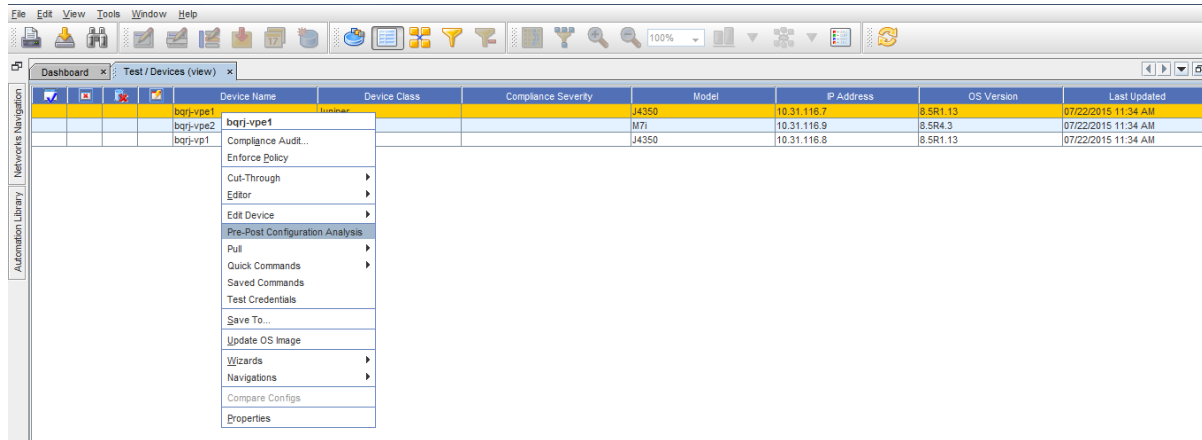 File Edit View Tools Window Help
100%
Dashboard x Test / Devices (view) x
Device Name Device Class Compliance Severity Model IP Address OS Version Last Updated
bqrj-vpe1 Juniper J4350 10.31.116.7 8.5R1.13 07/22/2015 11:34 AM
bqrj-vpe2 M7i 10.31.116.9 8.5R4.3 07/22/2015 11:34 AM
bqrj-vp1 J4350 10.31.116.8 8.5R1.13 07/22/2015 11:34 AM
bqrj-vpe1
Compliance Audit...
Enforce Policy
Cut-Through
Editor
Edit Device
Pre-Post Configuration Analysis
Pull
Quick Commands
Saved Commands
Test Credentials
Save To...
Update OS Image
Wizards
Navigations
Compare Configs
Properties
Networks Navigation
Automation Library